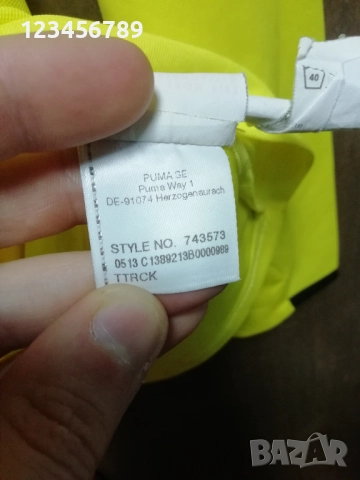 123456789
40
PUMA SE
Puma Way 1
DE-91074 Herzogenaurach
STYLE NO. 743573
0513 C1389213B0000989
TTRCK
BAZAR